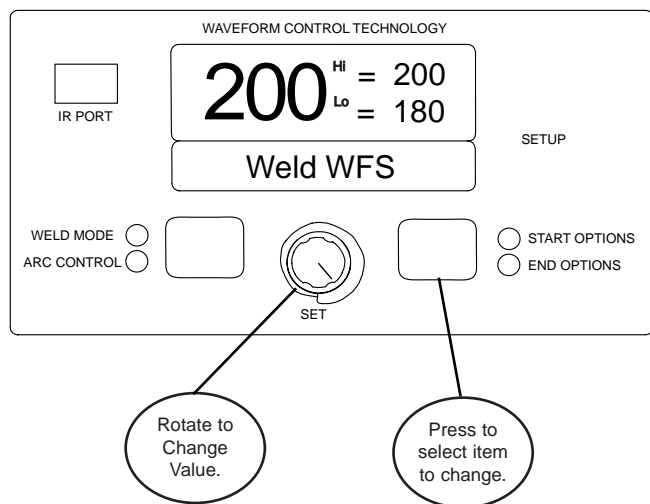 WAVEFORM CONTROL TECHNOLOGY
IR PORT
200 Hi = 200
Lo = 180
Weld WFS
SETUP
WELD MODE
ARC CONTROL
SET
START OPTIONS
END OPTIONS
Rotate to
Change
Value.
Press to
select item
to change.